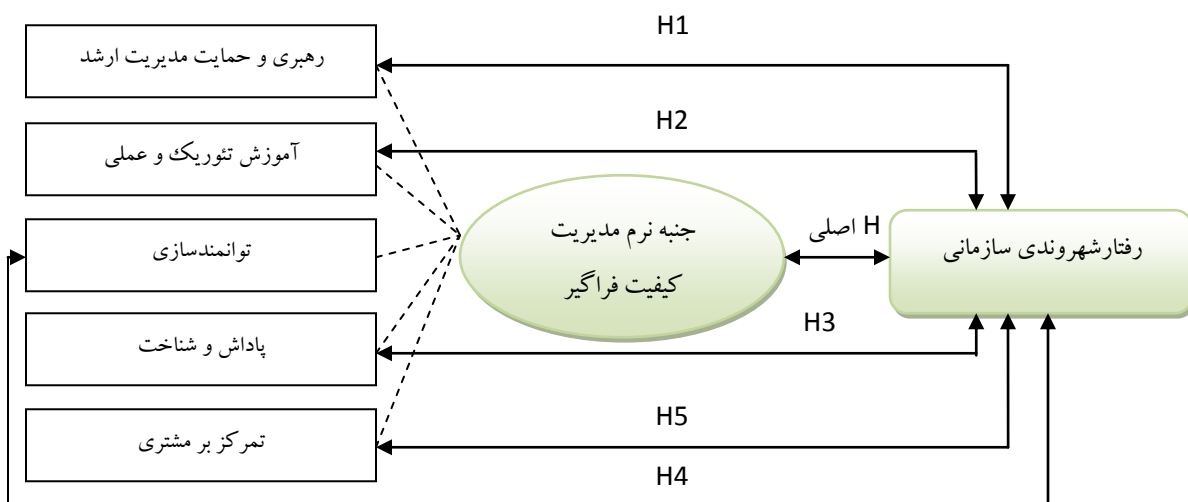 H1
رهبری و حمایت مدیریت ارشد
H2
آموزش تئوریک و عملی
توانمندسازی
جنبه نرم مدیریت
کیفیت فراگیر
H اصلی
رفتارشهروندی سازمانی
H3
پاداش و شناخت
H5
تمرکز بر مشتری
H4